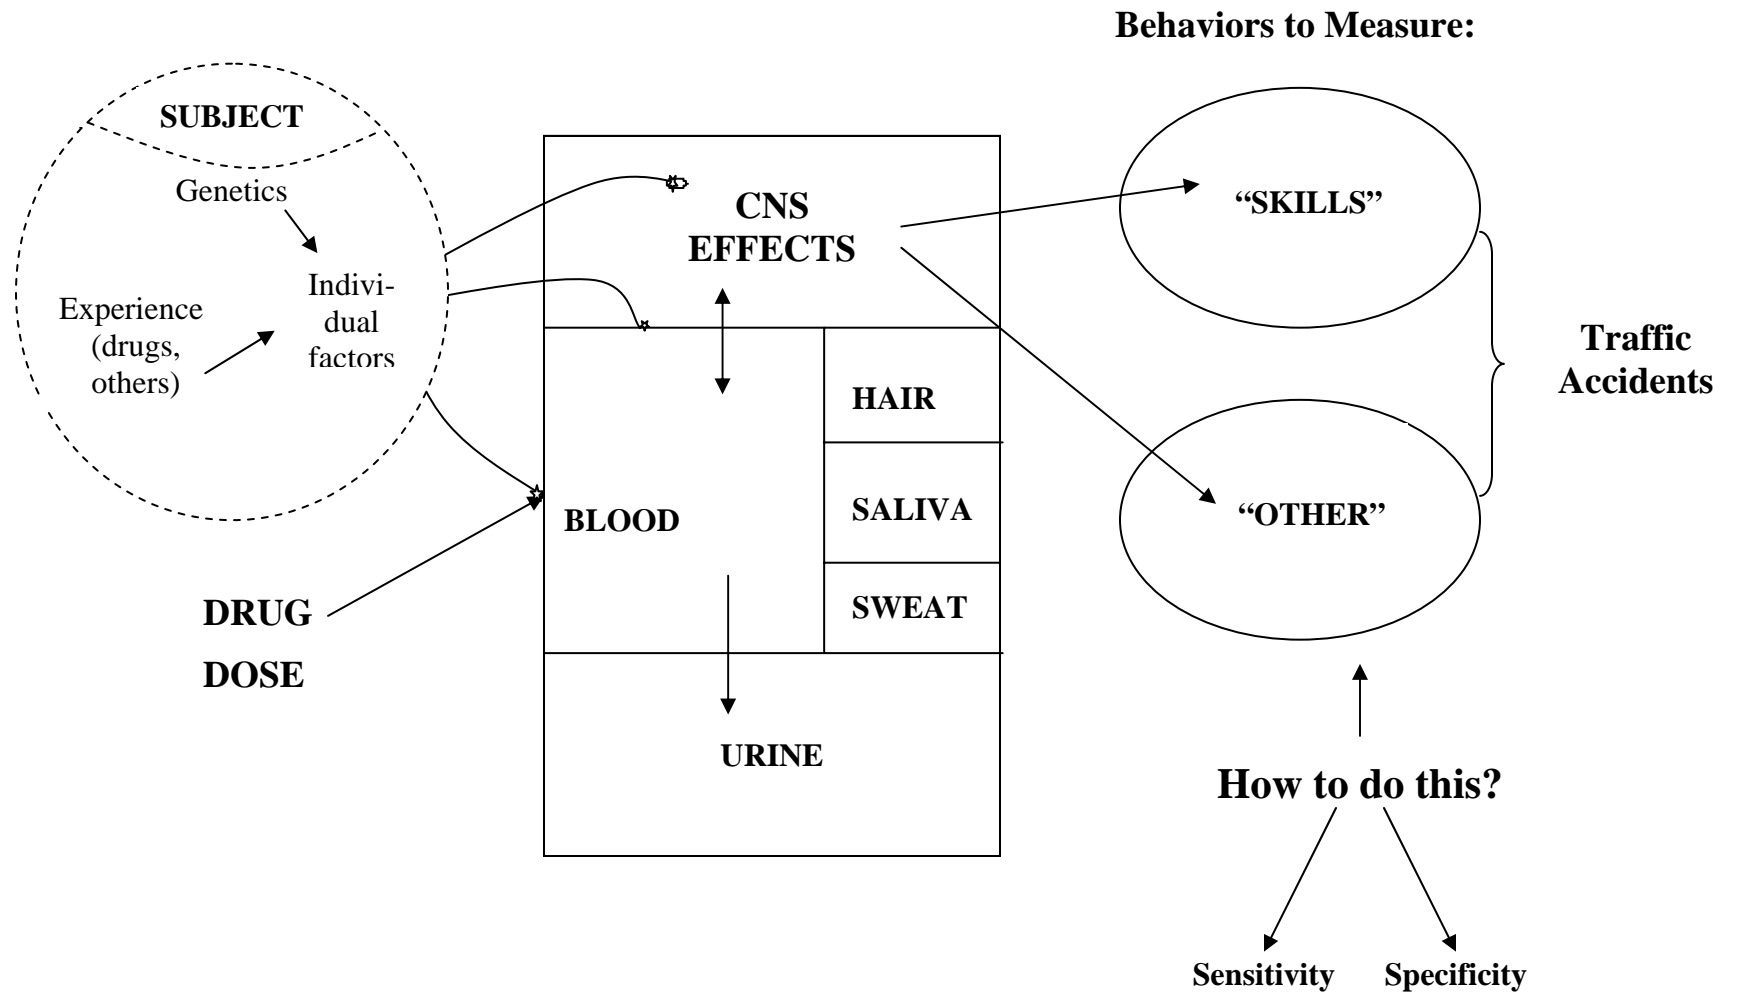 Behaviors to Measure:
SUBJECT
Genetics
Indivi-
dual
factors
Experience
(drugs,
others)
DRUG
DOSE
CNS
EFFECTS
BLOOD
HAIR
SALIVA
SWEAT
URINE
“SKILLS”
“OTHER”
Traffic
Accidents
How to do this?
Sensitivity
Specificity